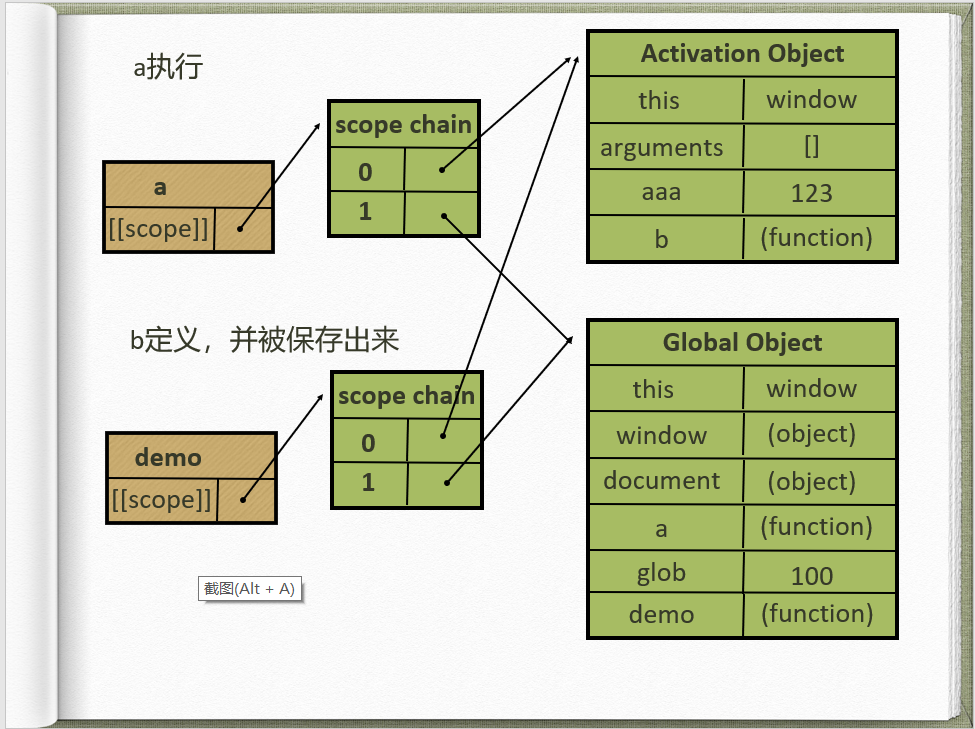 a执行
a
[[scope]]
scope chain
0
1
Activation Object
this window
arguments []
aaa 123
b (function)
b定义，并被保存出来
demo
[[scope]]
scope chain
0
1
Global Object
this window
window (object)
document (object)
a (function)
glob 100
demo (function)
截图(Alt + A)